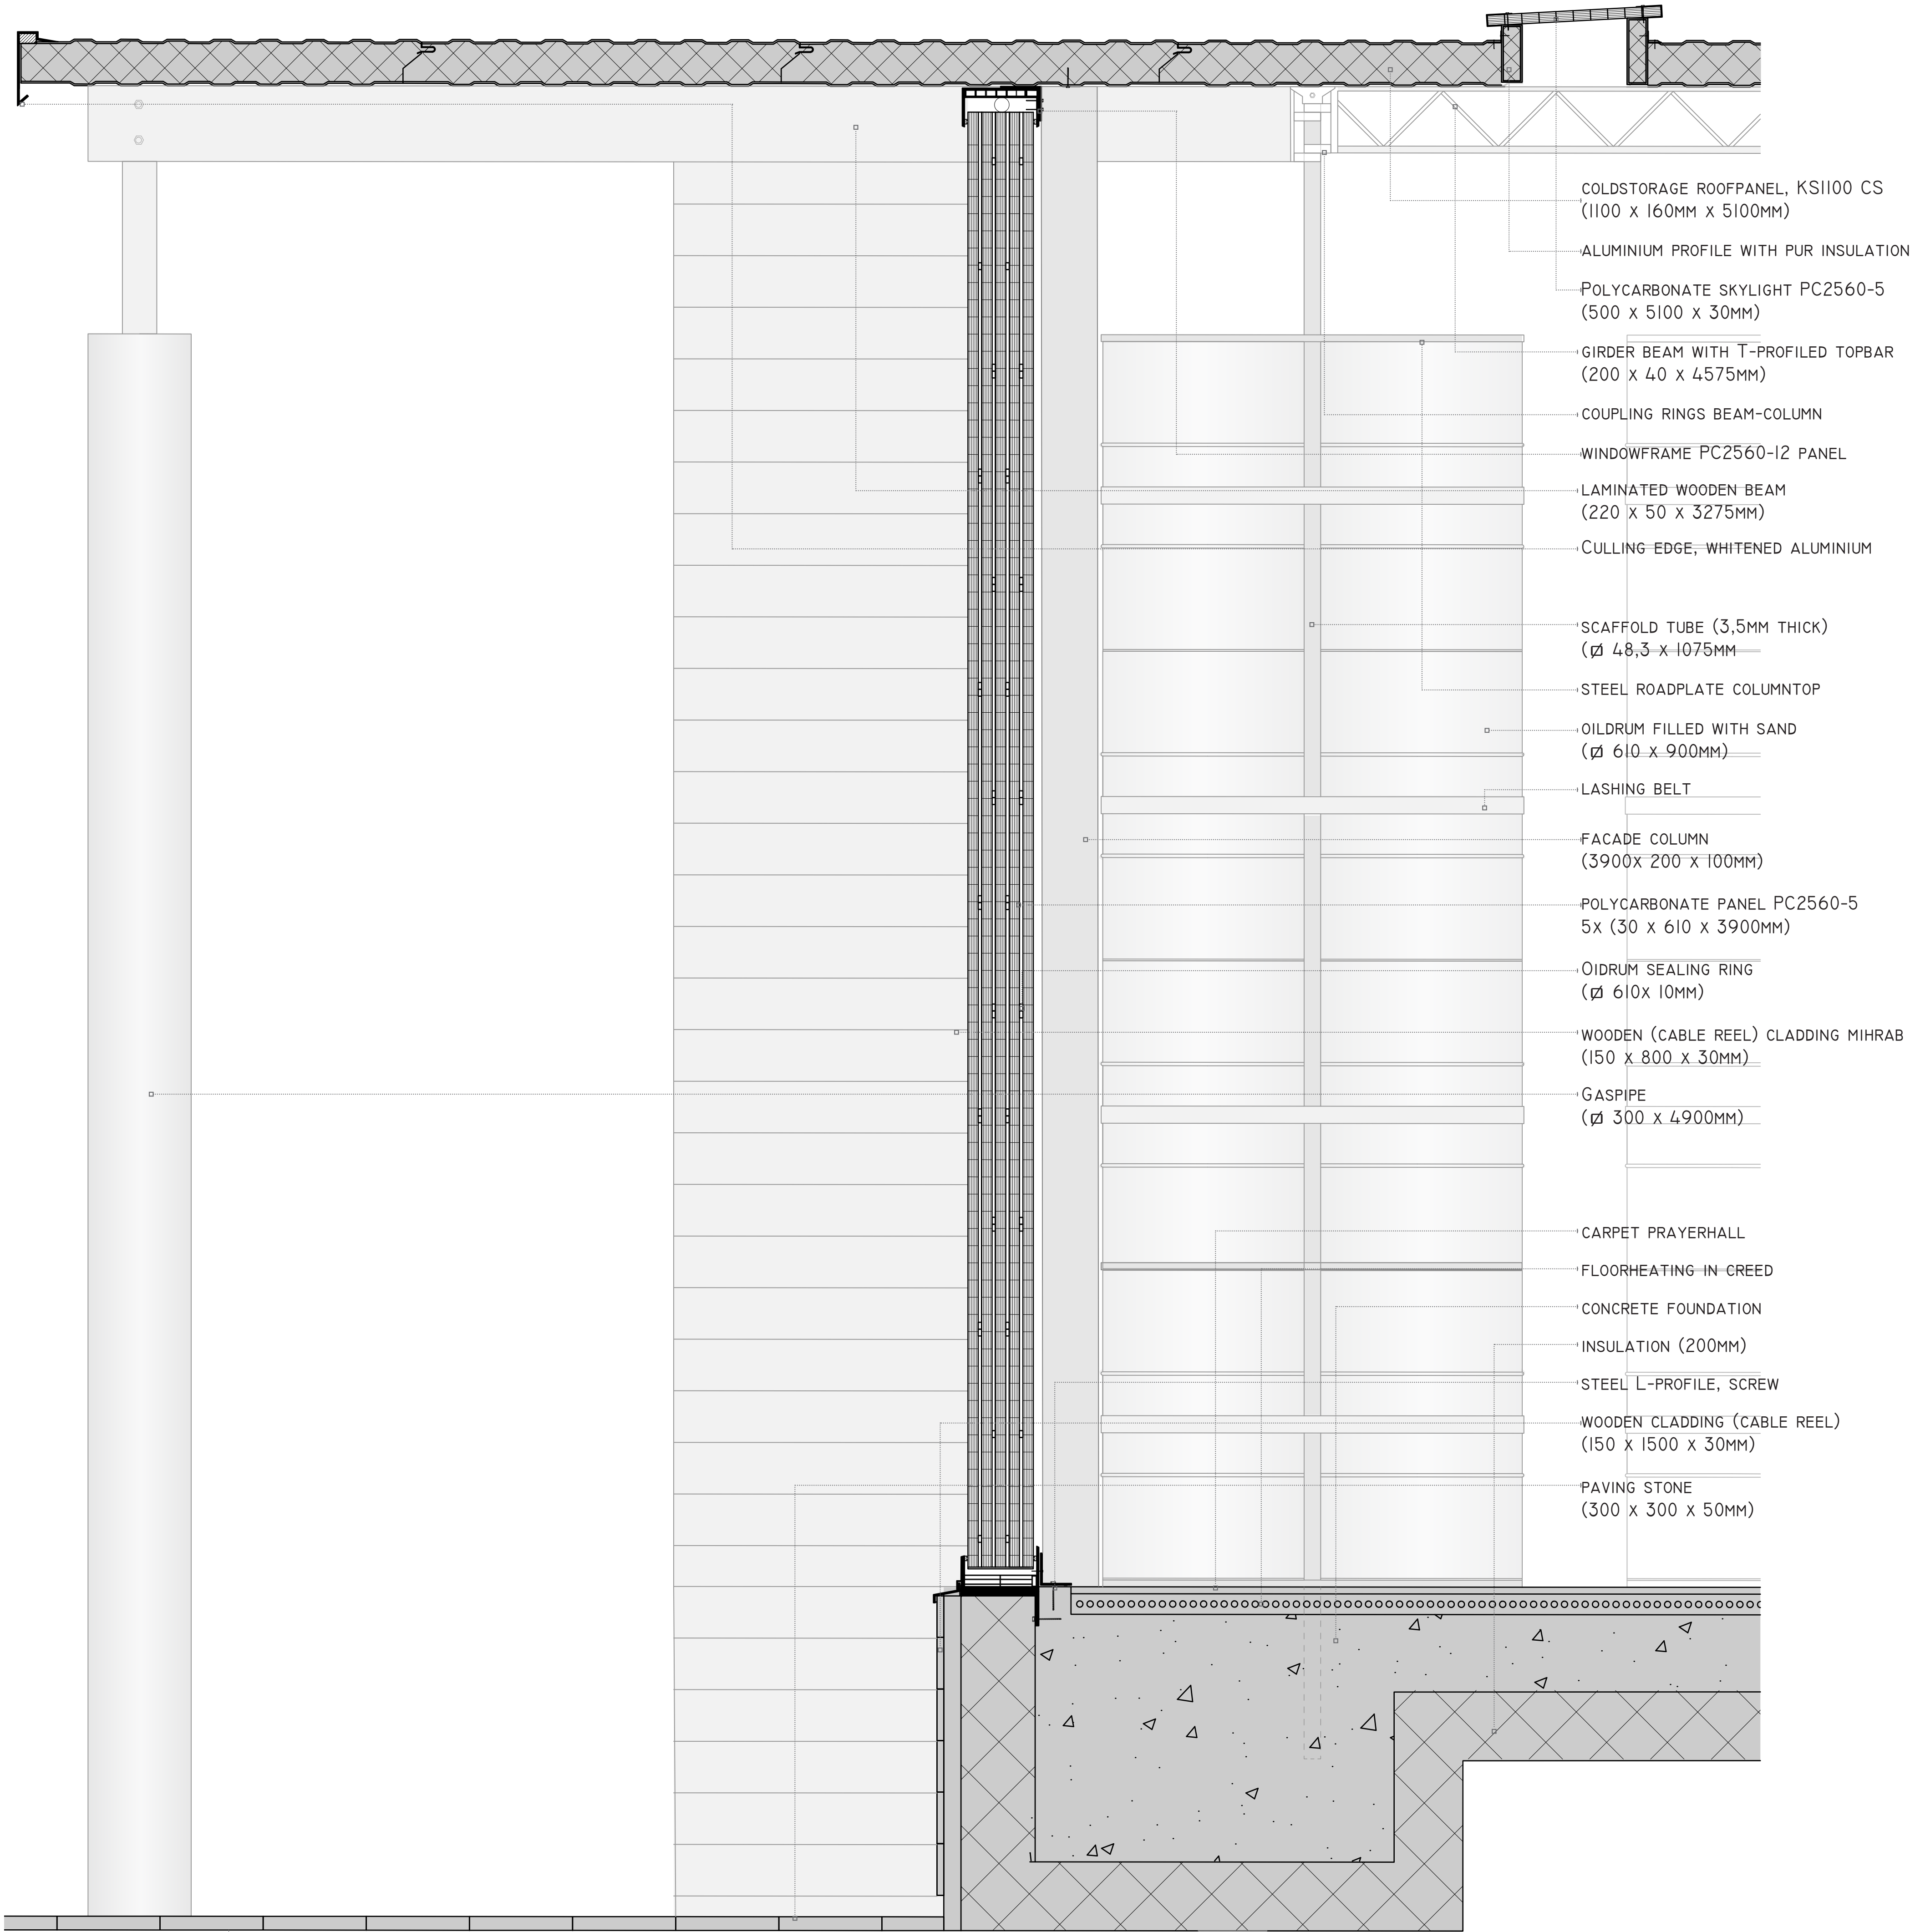 COLDSTORAGE ROOFPANEL, KS1100 CS
(1100 X 160MM X 5100MM)
ALUMINIUM PROFILE WITH PUR INSULATION
POLYCARBONATE SKYLIGHT PC2560-5
(500 X 5100 X 30MM)
GIRDER BEAM WITH T-PROFILED TOPBAR
(200 X 40 X 4575MM)
COUPLING RINGS BEAM-COLUMN
WINDOWFRAME PC2560-12 PANEL
LAMINATED WOODEN BEAM
(220 X 50 X 3275MM)
CULLING EDGE, WHITENED ALUMINIUM
SCAFFOLD TUBE (3,5MM THICK)
(Ø 48,3 X 1075MM
STEEL ROADPLATE COLUMNTOP
OILDRUM FILLED WITH SAND
(Ø 610 X 900MM)
LASHING BELT
FACADE COLUMN
(3900X 200 X 100MM)
POLYCARBONATE PANEL PC2560-5
5X (30 X 610 X 3900MM)
OIDRUM SEALING RING
(Ø 610X 10MM)
WOODEN (CABLE REEL) CLADDING MIHRAB
(150 X 800 X 30MM)
GASPIPE
(Ø 300 X 4900MM)
CARPET PRAYERHALL
FLOORHEATING IN CREED
CONCRETE FOUNDATION
INSULATION (200MM)
STEEL L-PROFILE, SCREW
WOODEN CLADDING (CABLE REEL)
(150 X 1500 X 30MM)
PAVING STONE
(300 X 300 X 50MM)